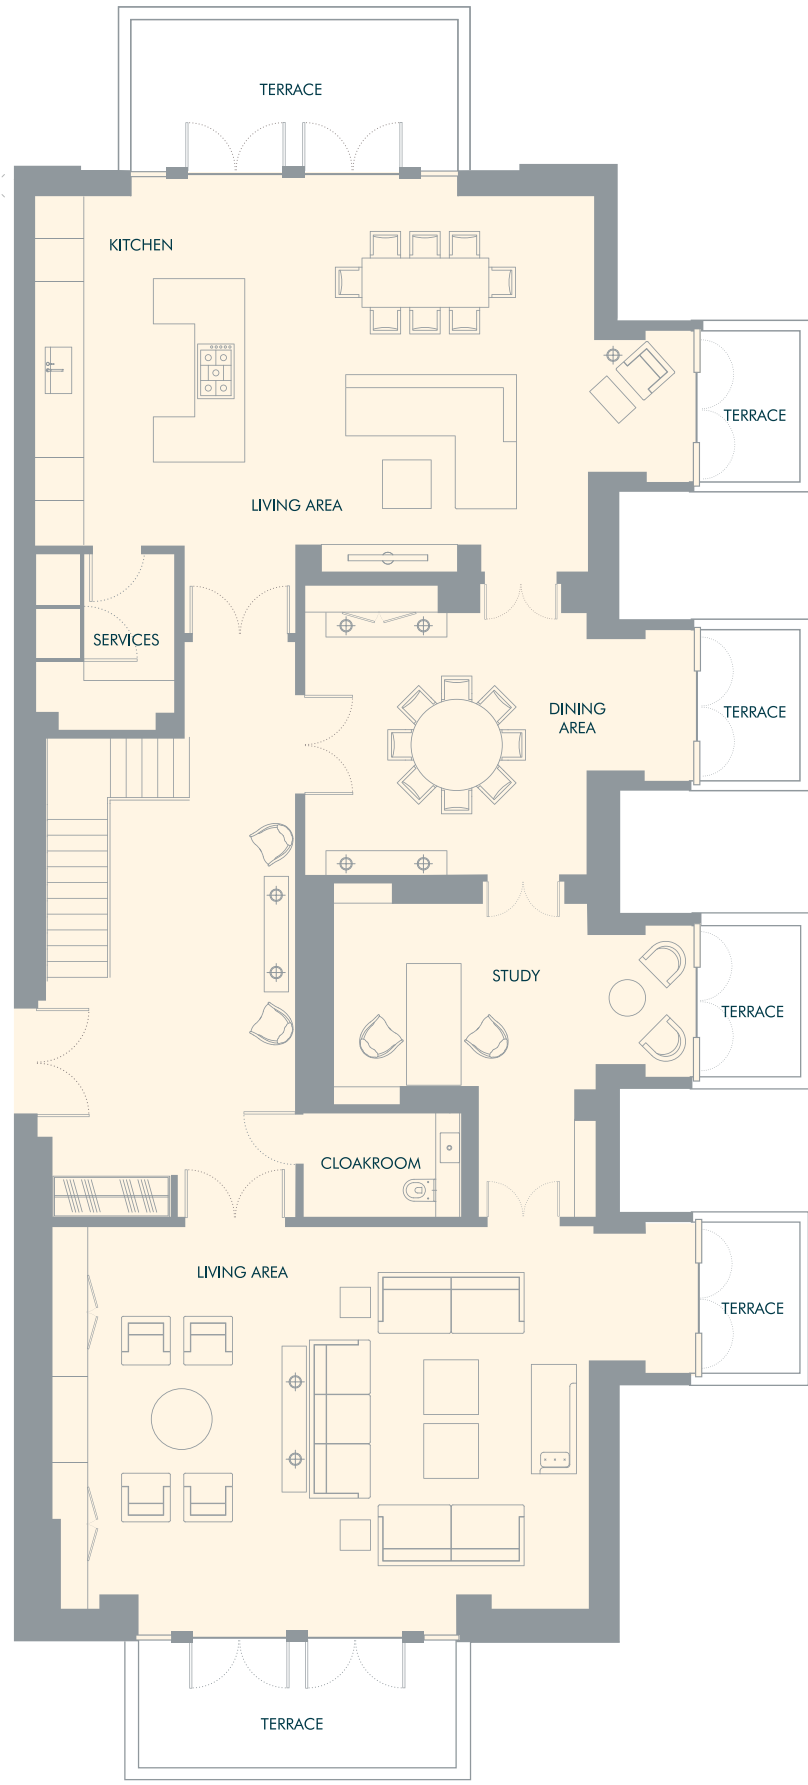 TERRACE
KITCHEN
TERRACE
LIVING AREA
SERVICES
DINING
AREA
TERRACE
STUDY
TERRACE
CLOAKROOM
LIVING AREA
TERRACE
TERRACE